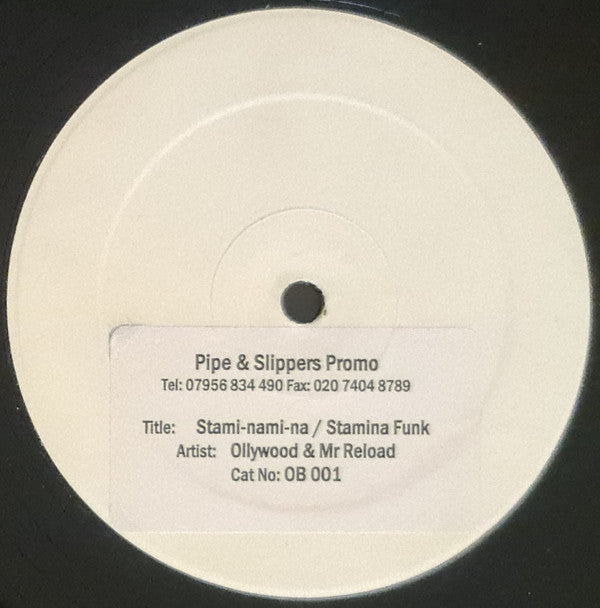 Pipe & Slippers Promo
Tel: 07956 834 490 Fax: 020 7404 8789
Title: Stami-nami-na / Stamina Funk
Artist: Ollywood & Mr Reload
Cat No: OB 001